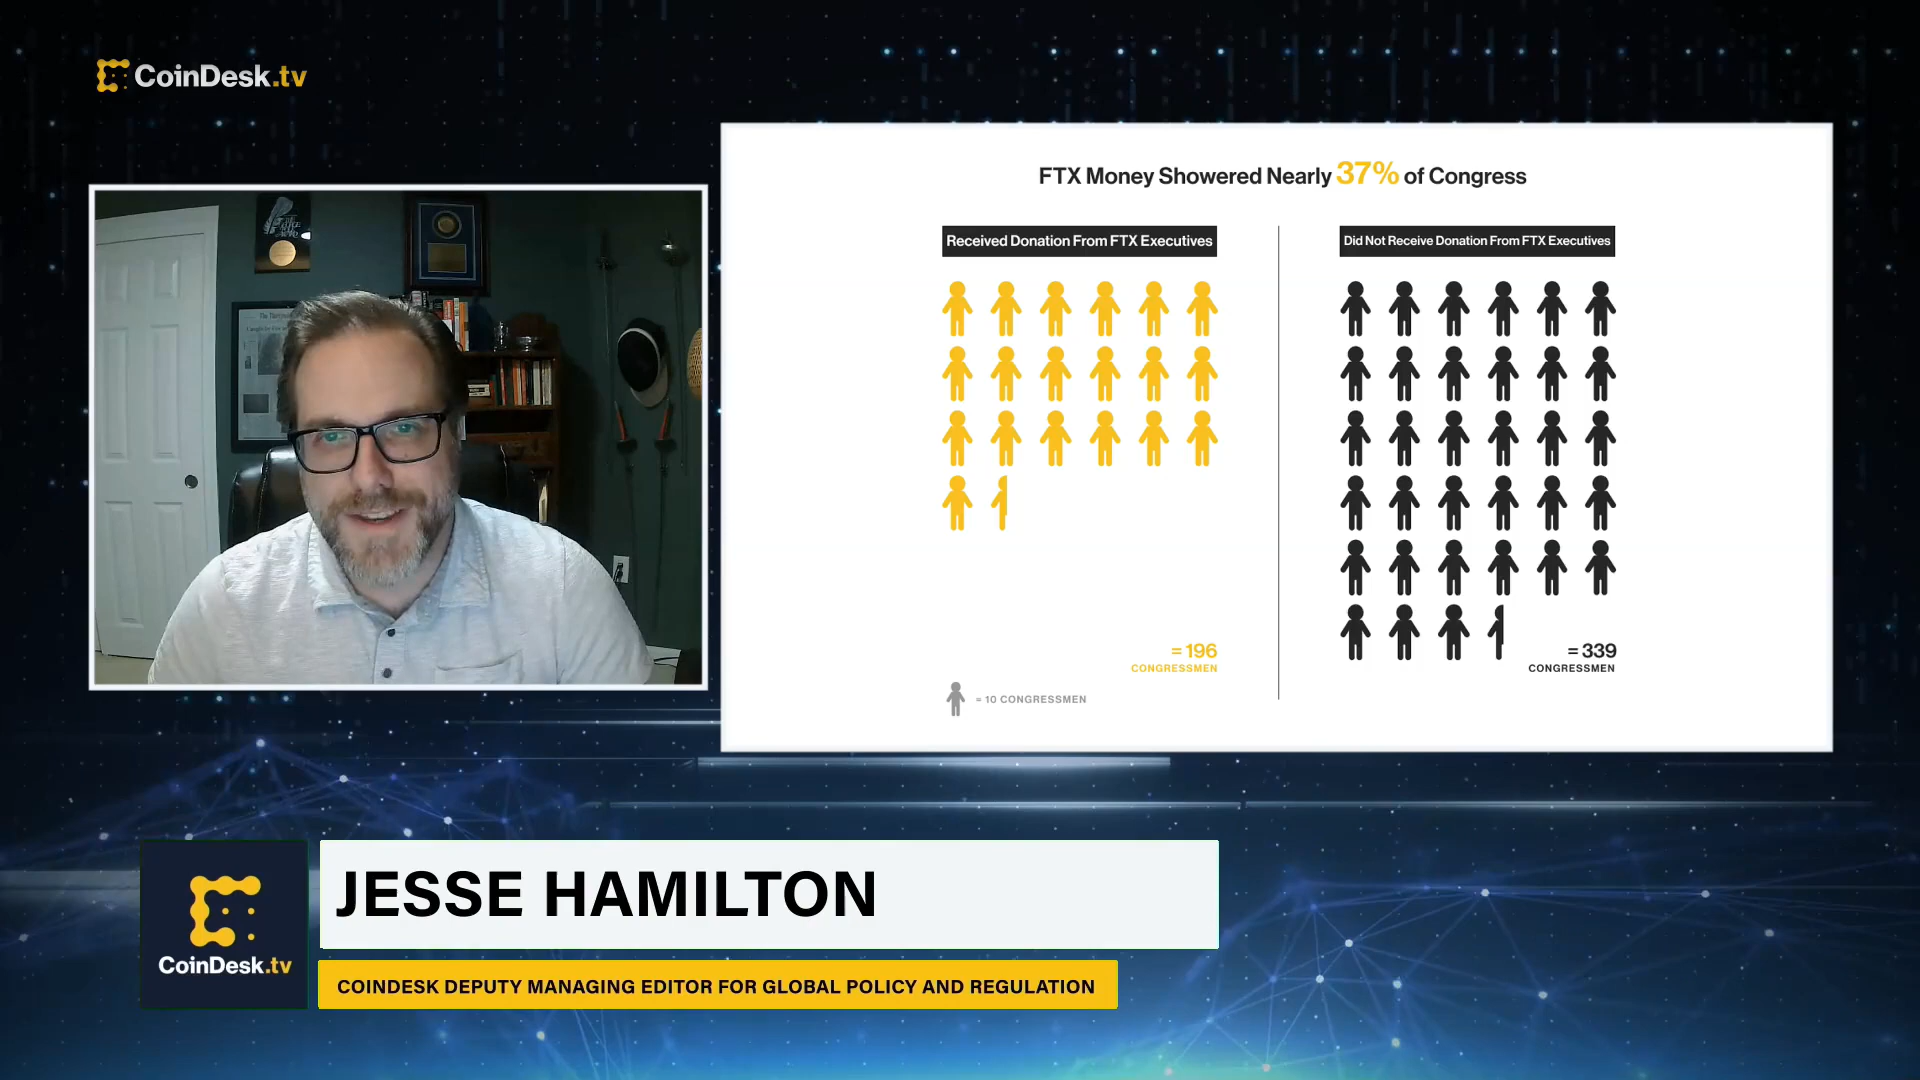 CoinDesk.tv
FTX Money Showered Nearly 37% of Congress
Received Donation From FTX Executives
Did Not Receive Donation From FTX Executives
= 196
CONGRESSMEN
= 339
CONGRESSMEN
= 10 CONGRESSMEN
JESSE HAMILTON
CoinDesk.tv
COINDESK DEPUTY MANAGING EDITOR FOR GLOBAL POLICY AND REGULATION